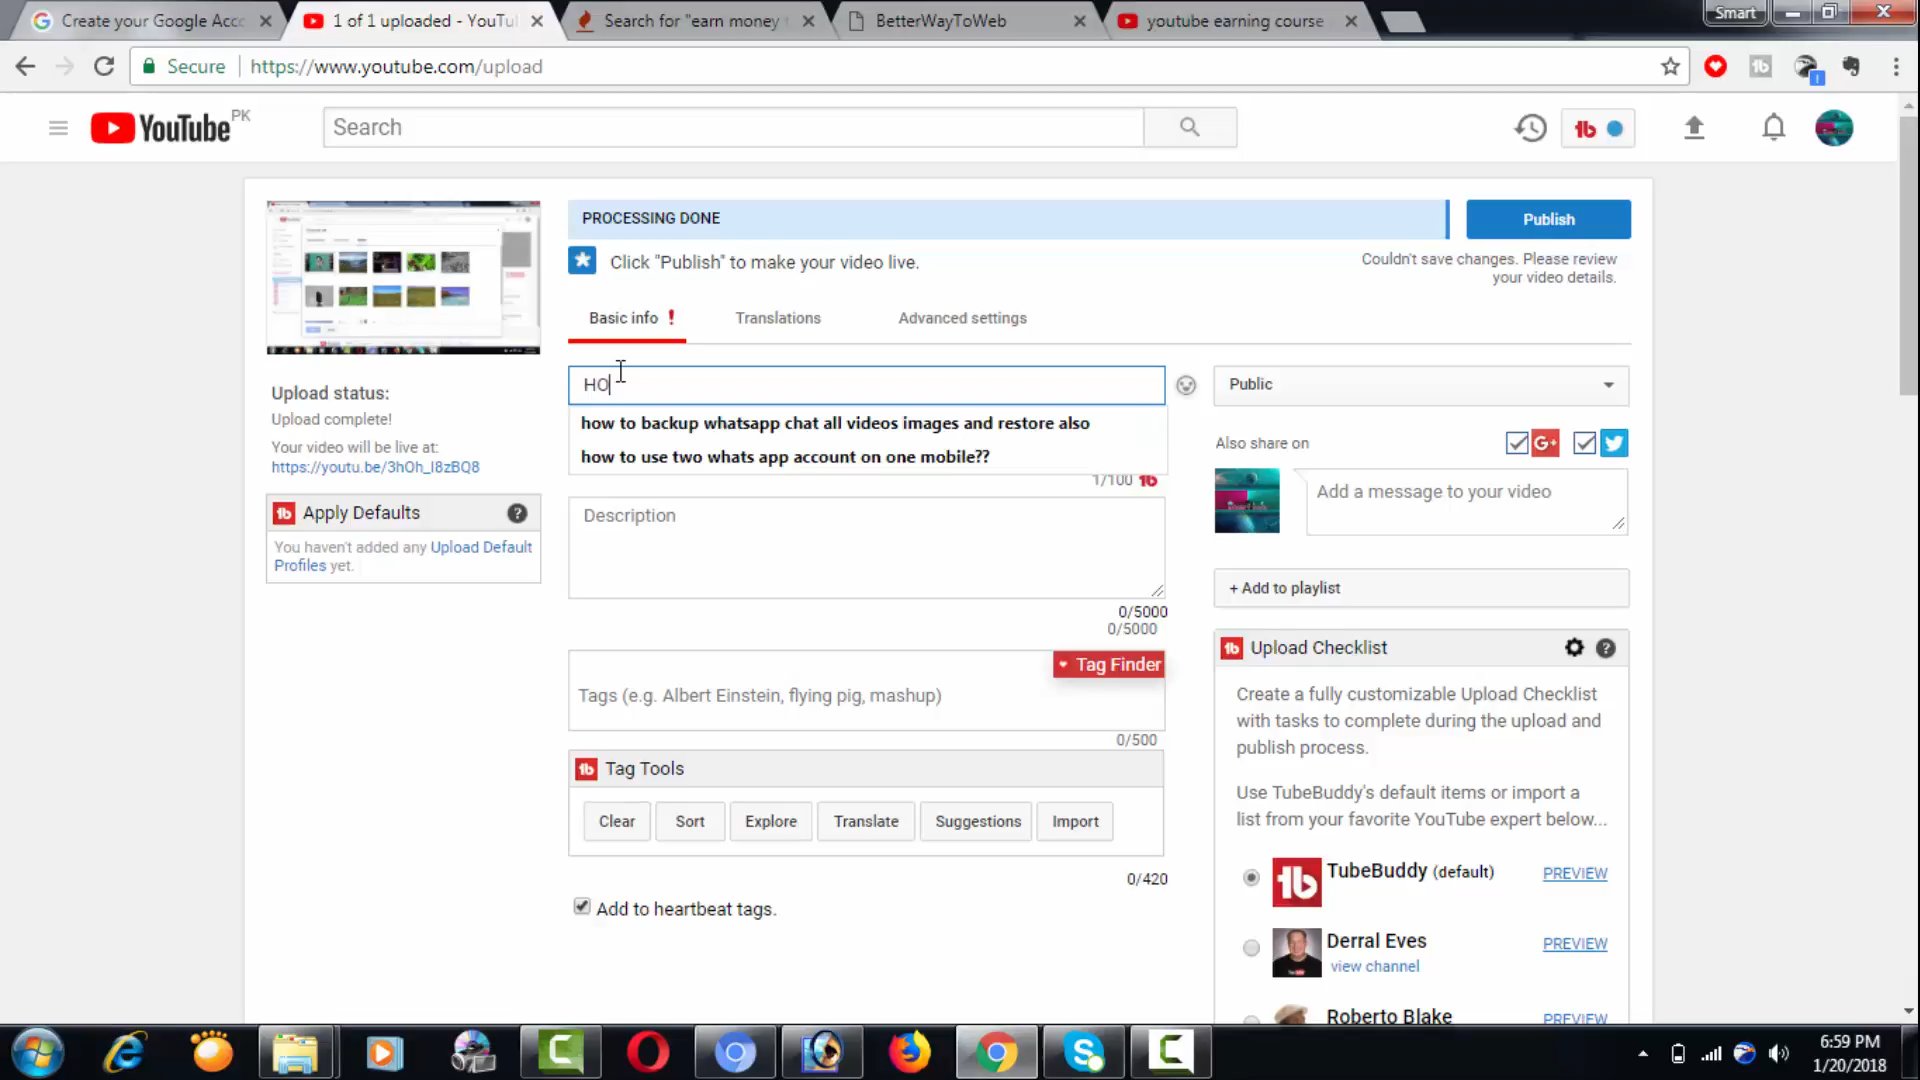 Create your Google Acco
1 of 1 uploaded - YouTu
Search for "earn money
BetterWayToWeb
youtube earning course
Smart
Secure
https://www.youtube.com/upload
YouTube PK
Search
PROCESSING DONE
Publish
Click "Publish" to make your video live.
Couldn't save changes. Please review
your video details.
Basic info !
Translations
Advanced settings
HO
how to backup whatsapp chat all videos images and restore also
how to use two whats app account on one mobile??
1/100
Public
Upload status:
Upload complete!
Your video will be live at:
https://youtu.be/3hOh_I8zBQ8
Also share on
Add a message to your video
Apply Defaults
You haven't added any Upload Default
Profiles yet.
Description
0/5000
0/5000
+ Add to playlist
Tag Finder
Tags (e.g. Albert Einstein, flying pig, mashup)
0/500
Tag Tools
Clear
Sort
Explore
Translate
Suggestions
Import
0/420
Add to heartbeat tags.
Upload Checklist
Create a fully customizable Upload Checklist
with tasks to complete during the upload and
publish process.
Use TubeBuddy's default items or import a
list from your favorite YouTube expert below...
TubeBuddy (default)
PREVIEW
Derral Eves
PREVIEW
view channel
Roberto Blake
PREVIEW
6:59 PM
1/20/2018